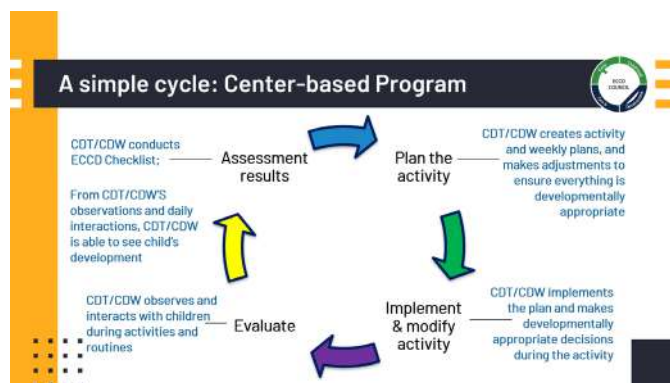 A simple cycle: Center-based Program
ECCD
COUNCIL
CDT/CDW conducts
ECCD Checklist;
From CDT/CDW'S
observations and daily
interactions, CDT/CDW
is able to see child's
development
Assessment
results
Plan the
activity
CDT/CDW creates activity
and weekly plans, and
makes adjustments to
ensure everything is
developmentally
appropriate
CDT/CDW observes and
interacts with children
during activities and
routines
Evaluate
Implement
& modify
activity
CDT/CDW implements
the plan and makes
developmentally
appropriate decisions
during the activity